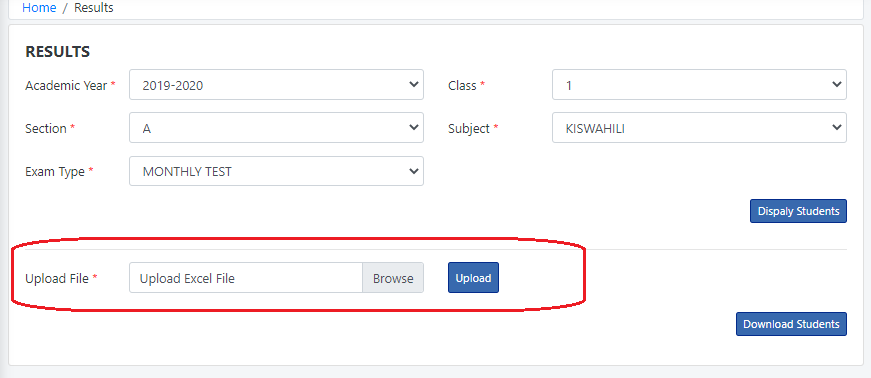 Home / Results
RESULTS
Academic Year * 2019-2020 Class * 1
Section * A Subject * KISWAHILI
Exam Type * MONTHLY TEST
Dispaly Students
Upload File * Upload Excel File Browse Upload
Download Students